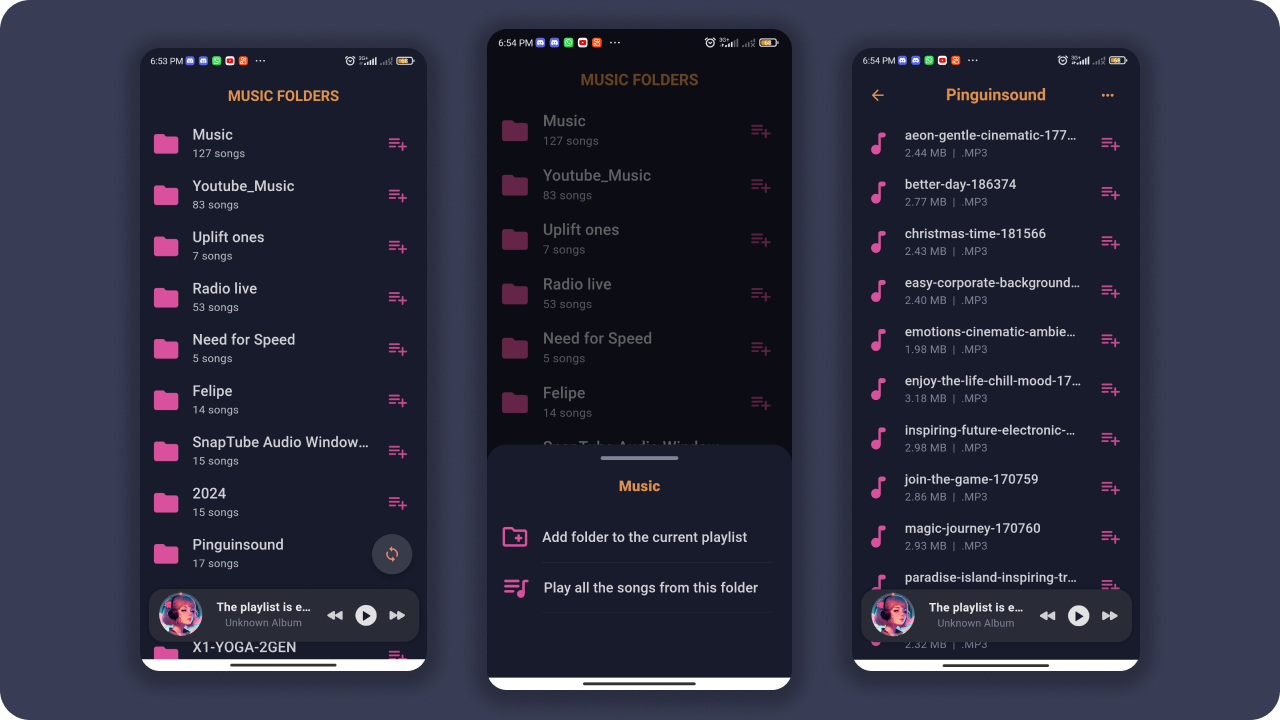 6:53 PM
3G+
MUSIC FOLDERS
Music
127 songs
Youtube_Music
83 songs
Uplift ones
7 songs
Radio live
53 songs
Need for Speed
5 songs
Felipe
14 songs
SnapTube Audio Window...
15 songs
2024
15 songs
Pinguinsound
17 songs
The playlist is e...
Unknown Album
X1-YOGA-2GEN
6:54 PM
3G+
MUSIC FOLDERS
Music
127 songs
Youtube_Music
83 songs
Uplift ones
7 songs
Radio live
53 songs
Need for Speed
5 songs
Felipe
14 songs
SnapTube Audio Window...
Music
Add folder to the current playlist
Play all the songs from this folder
6:54 PM
3G+
Pinguinsound
aeon-gentle-cinematic-177...
2.44 MB | .MP3
better-day-186374
2.77 MB | .MP3
christmas-time-181566
2.43 MB | .MP3
easy-corporate-background...
2.40 MB | .MP3
emotions-cinematic-ambie...
1.98 MB | .MP3
enjoy-the-life-chill-mood-17...
3.18 MB | .MP3
inspiring-future-electronic-...
2.98 MB | .MP3
join-the-game-170759
2.86 MB | .MP3
magic-journey-170760
2.93 MB | .MP3
paradise-island-inspiring-tr...
The playlist is e...
Unknown Album
2.32 MB | .MP3